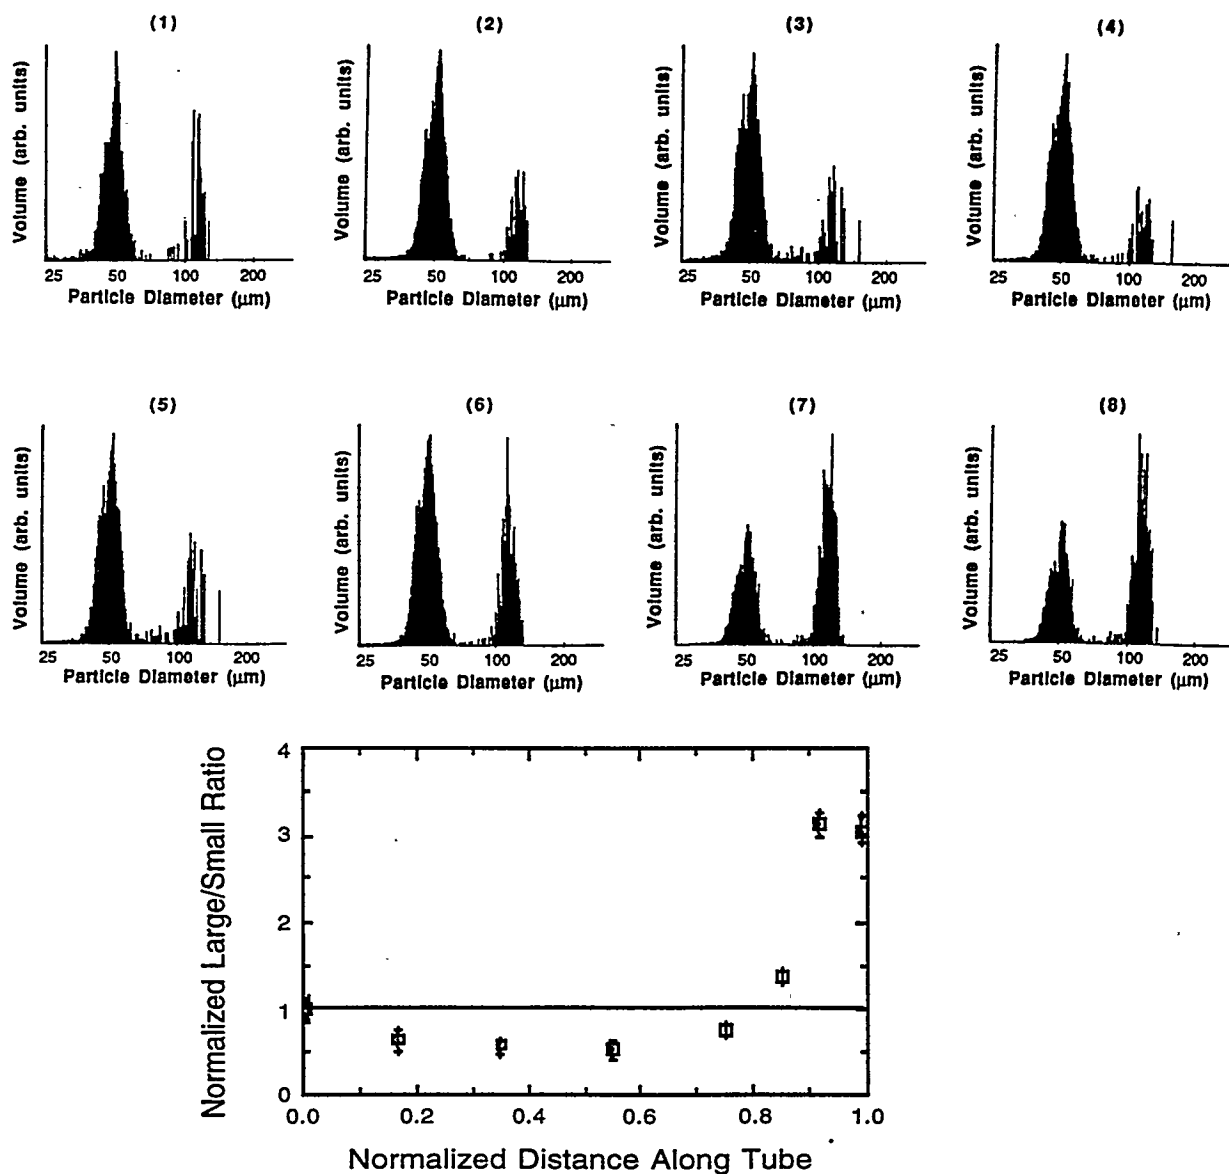 (1)
(2)
(3)
(4)
Volume (arb. units)
Volume (arb. units)
Volume (arb. units)
Volume (arb. units)
25 50 100 200
25 50 100 200
25 50 100 200
25 50 100 200
Particle Diameter (μm)
Particle Diameter (μm)
Particle Diameter (μm)
Particle Diameter (μm)
(5)
(6)
(7)
(8)
Volume (arb. units)
Volume (arb. units)
Volume (arb. units)
Volume (arb. units)
25 50 100 200
25 50 100 200
25 50 100 200
25 50 100 200
Particle Diameter (μm)
Particle Diameter (μm)
Particle Diameter (μm)
Particle Diameter (μm)
Normalized Large/Small Ratio
4
3
2
1
0
0.0 0.2 0.4 0.6 0.8 1.0
Normalized Distance Along Tube